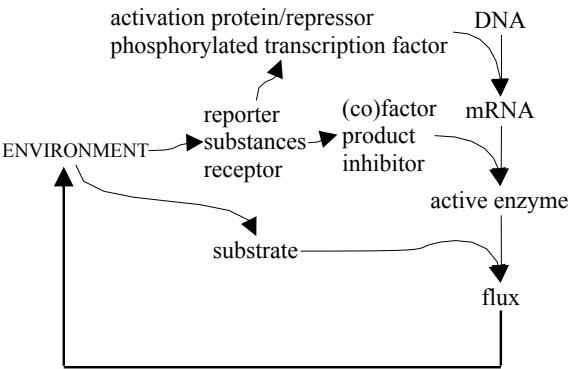 activation protein/repressor
phosphorylated transcription factor
DNA
reporter
substances
receptor
(co)factor
product
inhibitor
mRNA
ENVIRONMENT
active enzyme
substrate
flux